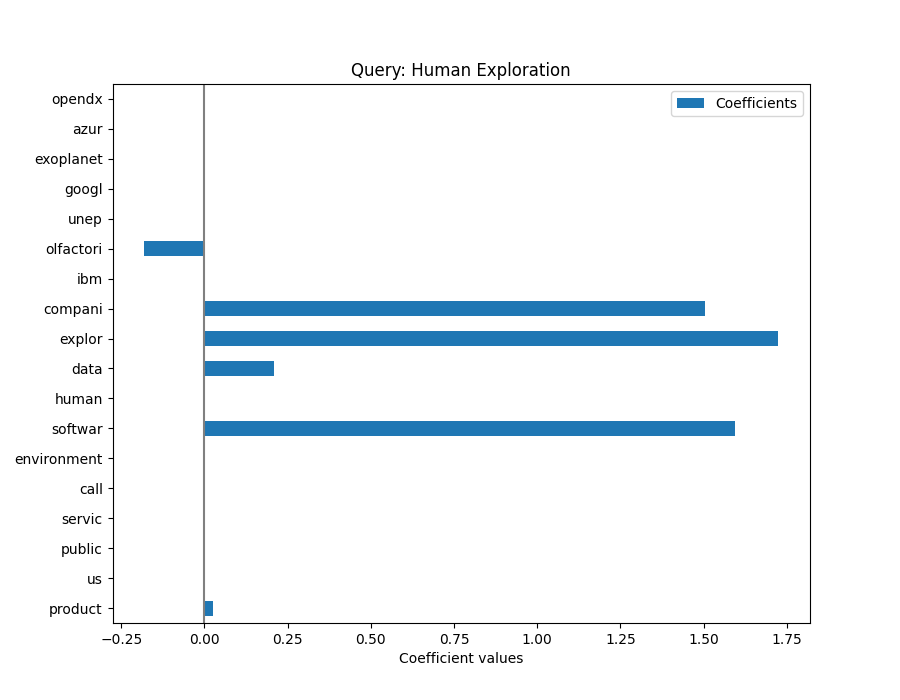 Query: Human Exploration
Coefficients
opendx
azur
exoplanet
googl
unep
olfactori
ibm
compani
explor
data
human
softwar
environment
call
servic
public
us
product
−0.25 0.00 0.25 0.50 0.75 1.00 1.25 1.50 1.75
Coefficient values